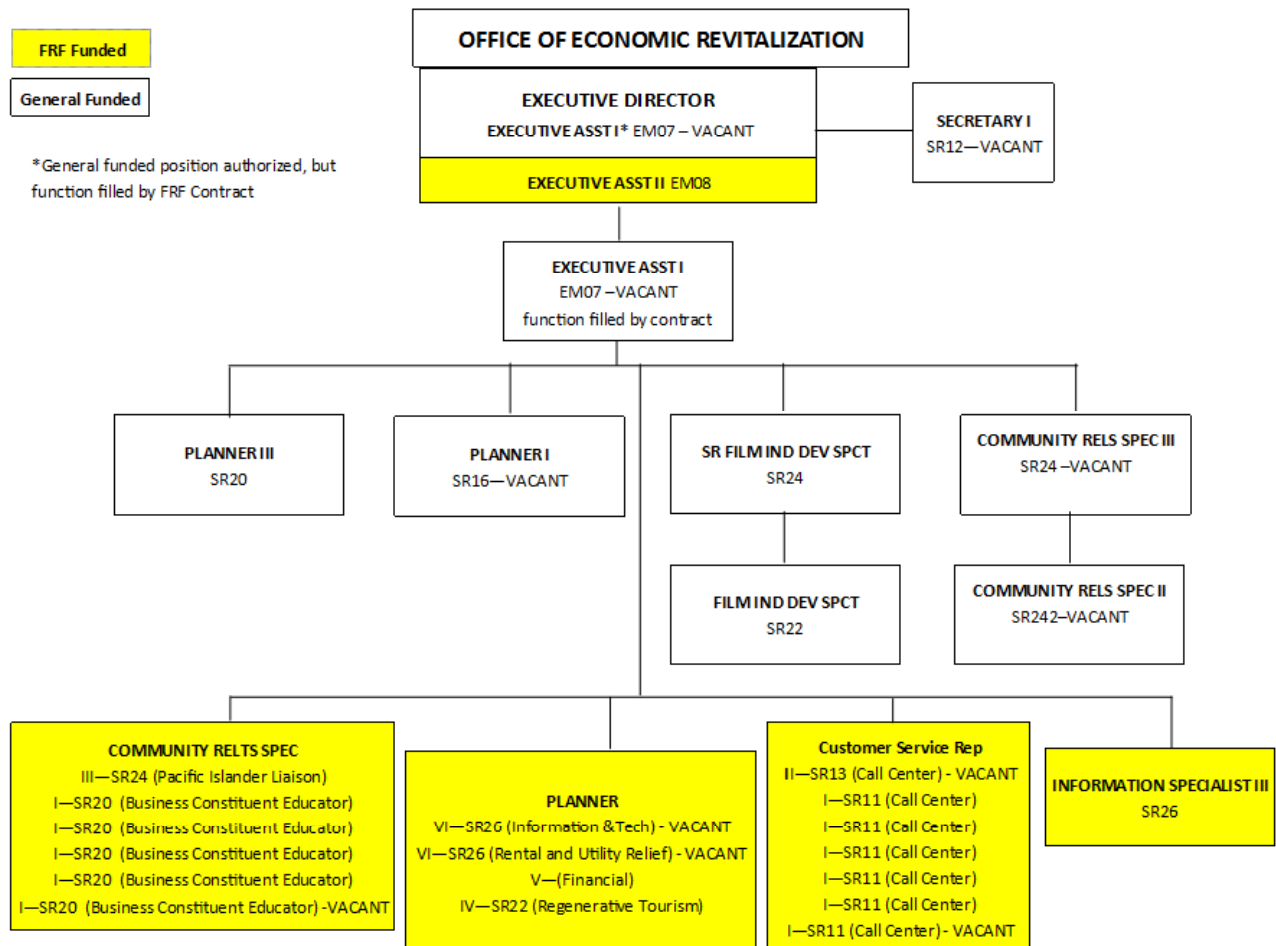 FRF Funded
General Funded
*General funded position authorized, but
function filled by FRF Contract
OFFICE OF ECONOMIC REVITALIZATION
EXECUTIVE DIRECTOR
EXECUTIVE ASST I* EM07 – VACANT
EXECUTIVE ASST II EM08
SECRETARY I
SR12—VACANT
EXECUTIVE ASST I
EM07 –VACANT
function filled by contract
PLANNER III
SR20
PLANNER I
SR16—VACANT
SR FILM IND DEV SPCT
SR24
COMMUNITY RELS SPEC III
SR24 –VACANT
FILM IND DEV SPCT
SR22
COMMUNITY RELS SPEC II
SR242–VACANT
COMMUNITY RELTS SPEC
III—SR24 (Pacific Islander Liaison)
I—SR20 (Business Constituent Educator)
I—SR20 (Business Constituent Educator)
I—SR20 (Business Constituent Educator)
I—SR20 (Business Constituent Educator)
I—SR20 (Business Constituent Educator) -VACANT
PLANNER
VI—SR26 (Information &Tech) - VACANT
VI—SR26 (Rental and Utility Relief) - VACANT
V—(Financial)
IV—SR22 (Regenerative Tourism)
Customer Service Rep
II—SR13 (Call Center) - VACANT
I—SR11 (Call Center)
I—SR11 (Call Center)
I—SR11 (Call Center)
I—SR11 (Call Center)
I—SR11 (Call Center)
I—SR11 (Call Center) - VACANT
INFORMATION SPECIALIST III
SR26